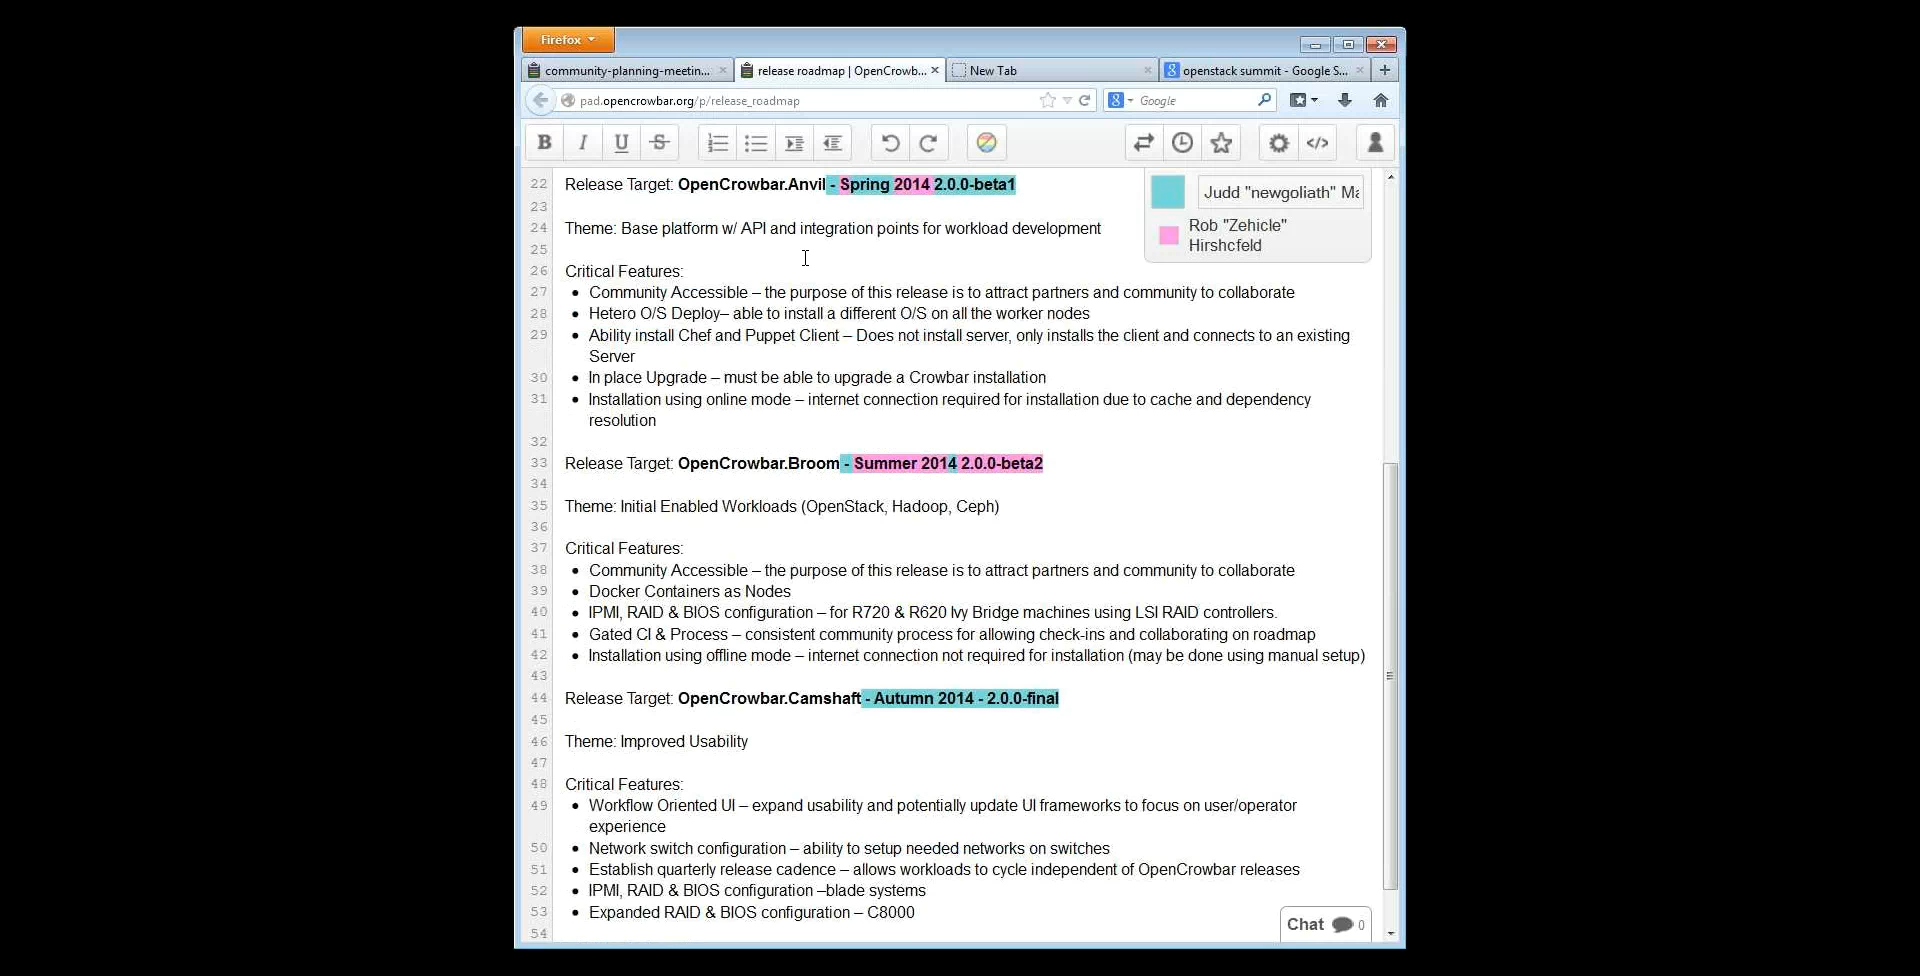 Firefox
community-planning-meetin...
release roadmap | OpenCrowb...
New Tab
openstack summit - Google S...
pad.opencrowbar.org/p/release_roadmap
Google
B I U S
Judd "newgoliath" Ma
Rob "Zehicle"
Hirshcfeld
22 Release Target: OpenCrowbar.Anvil - Spring 2014 2.0.0-beta1
23
24 Theme: Base platform w/ API and integration points for workload development
25
26 Critical Features:
27 • Community Accessible – the purpose of this release is to attract partners and community to collaborate
28 • Hetero O/S Deploy– able to install a different O/S on all the worker nodes
29 • Ability install Chef and Puppet Client – Does not install server, only installs the client and connects to an existing
Server
30 • In place Upgrade – must be able to upgrade a Crowbar installation
31 • Installation using online mode – internet connection required for installation due to cache and dependency
resolution
32
33 Release Target: OpenCrowbar.Broom - Summer 2014 2.0.0-beta2
34
35 Theme: Initial Enabled Workloads (OpenStack, Hadoop, Ceph)
36
37 Critical Features:
38 • Community Accessible – the purpose of this release is to attract partners and community to collaborate
39 • Docker Containers as Nodes
40 • IPMI, RAID & BIOS configuration – for R720 & R620 Ivy Bridge machines using LSI RAID controllers.
41 • Gated CI & Process – consistent community process for allowing check-ins and collaborating on roadmap
42 • Installation using offline mode – internet connection not required for installation (may be done using manual setup)
43
44 Release Target: OpenCrowbar.Camshaft - Autumn 2014 - 2.0.0-final
45
46 Theme: Improved Usability
47
48 Critical Features:
49 • Workflow Oriented UI – expand usability and potentially update UI frameworks to focus on user/operator
experience
50 • Network switch configuration – ability to setup needed networks on switches
51 • Establish quarterly release cadence – allows workloads to cycle independent of OpenCrowbar releases
52 • IPMI, RAID & BIOS configuration –blade systems
53 • Expanded RAID & BIOS configuration – C8000
54
Chat 0